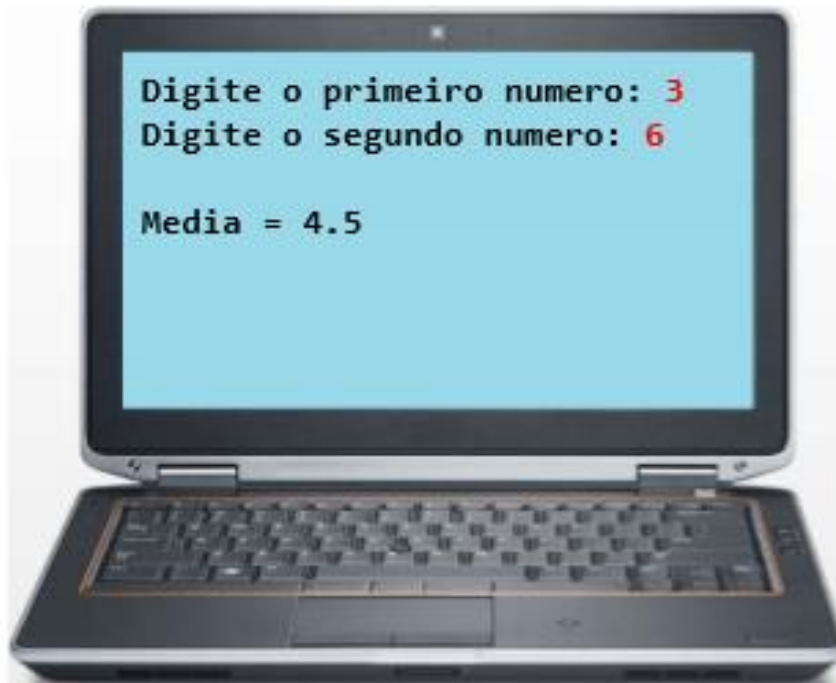 Digite o primeiro numero: 3
Digite o segundo numero: 6
Media = 4.5